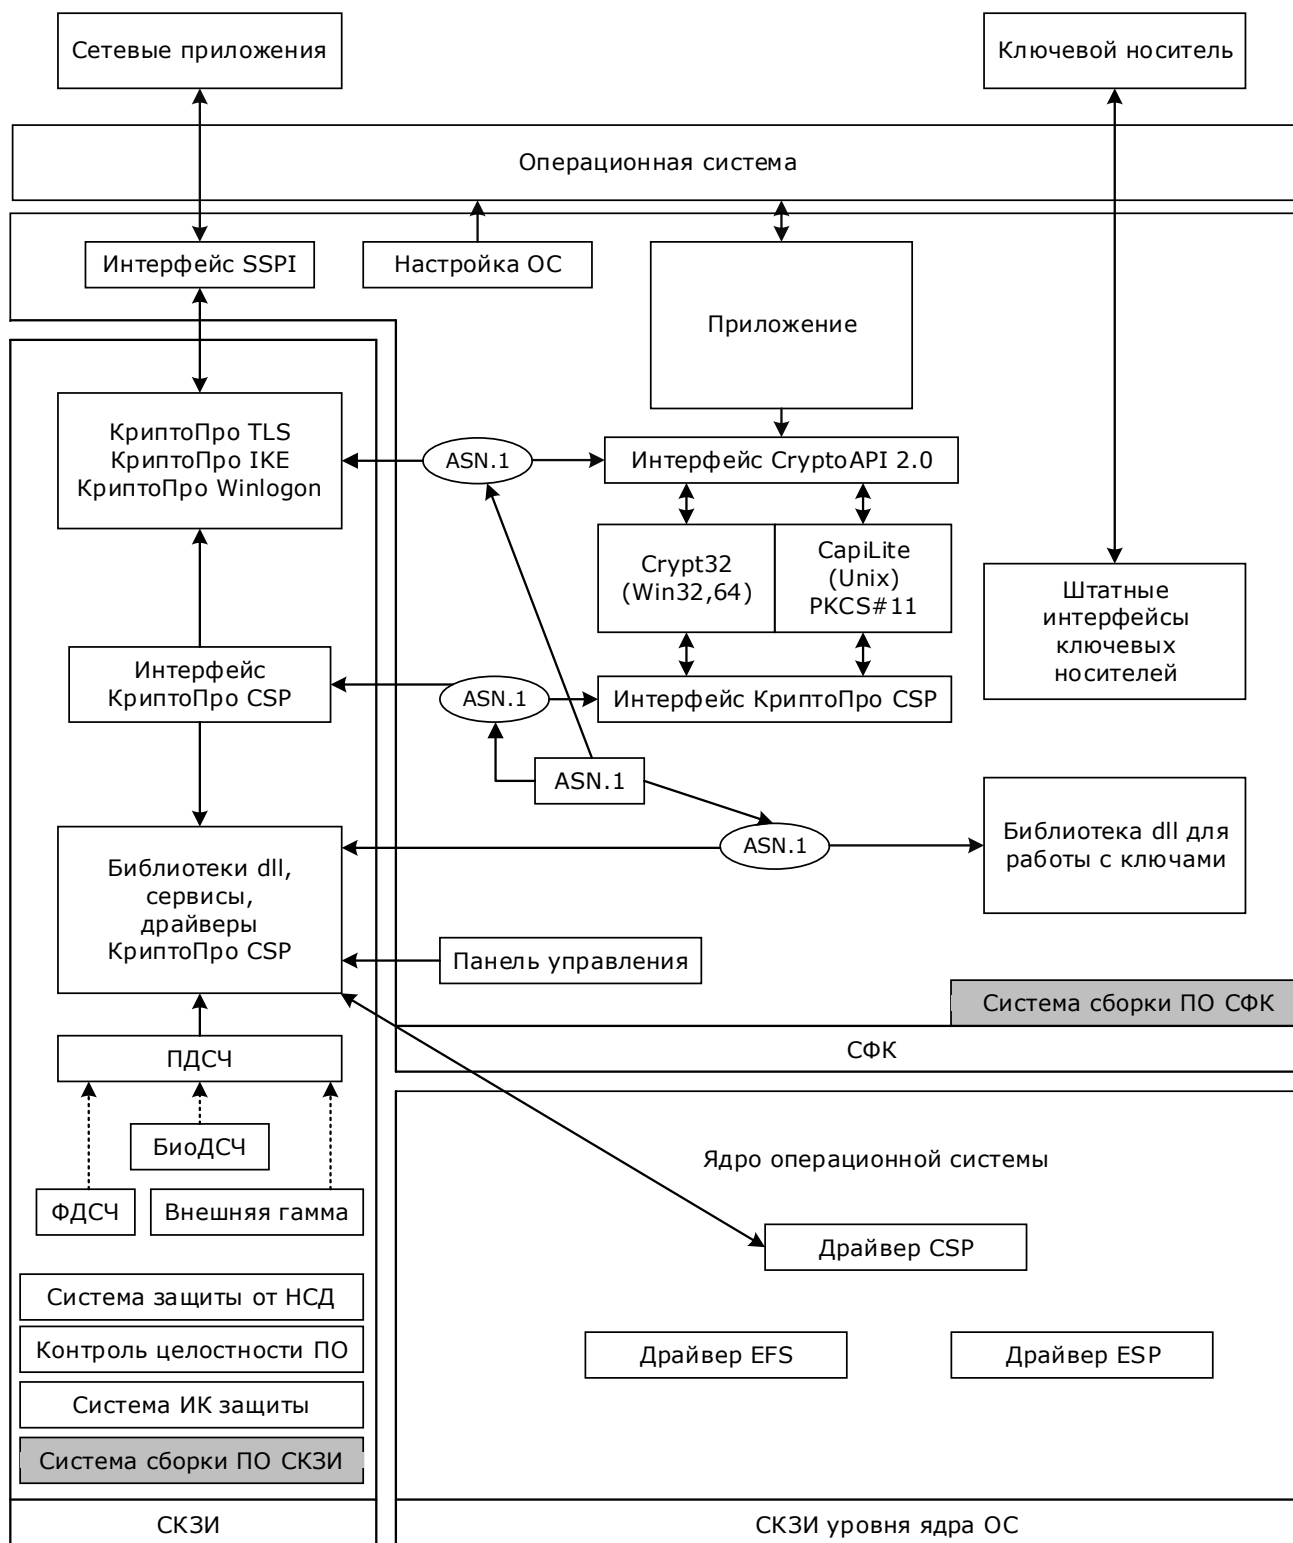 Сетевые приложения
Ключевой носитель
Операционная система
Интерфейс SSPI
Настройка ОС
Приложение
КриптоПро TLS
КриптоПро IKE
КриптоПро Winlogon
ASN.1
Интерфейс CryptoAPI 2.0
Crypt32
(Win32,64)
CapiLite
(Unix)
PKCS#11
Штатные
интерфейсы
ключевых
носителей
Интерфейс
КриптоПро CSP
ASN.1
Интерфейс КриптоПро CSP
ASN.1
Библиотеки dll,
сервисы,
драйверы
КриптоПро CSP
ASN.1
Библиотека dll для
работы с ключами
Панель управления
Система сборки ПО СФК
СФК
ПДСЧ
БиоДСЧ
ФДСЧ
Внешняя гамма
Ядро операционной системы
Драйвер CSP
Драйвер EFS
Драйвер ESP
Система защиты от НСД
Контроль целостности ПО
Система ИК защиты
Система сборки ПО СКЗИ
СКЗИ
СКЗИ уровня ядра ОС